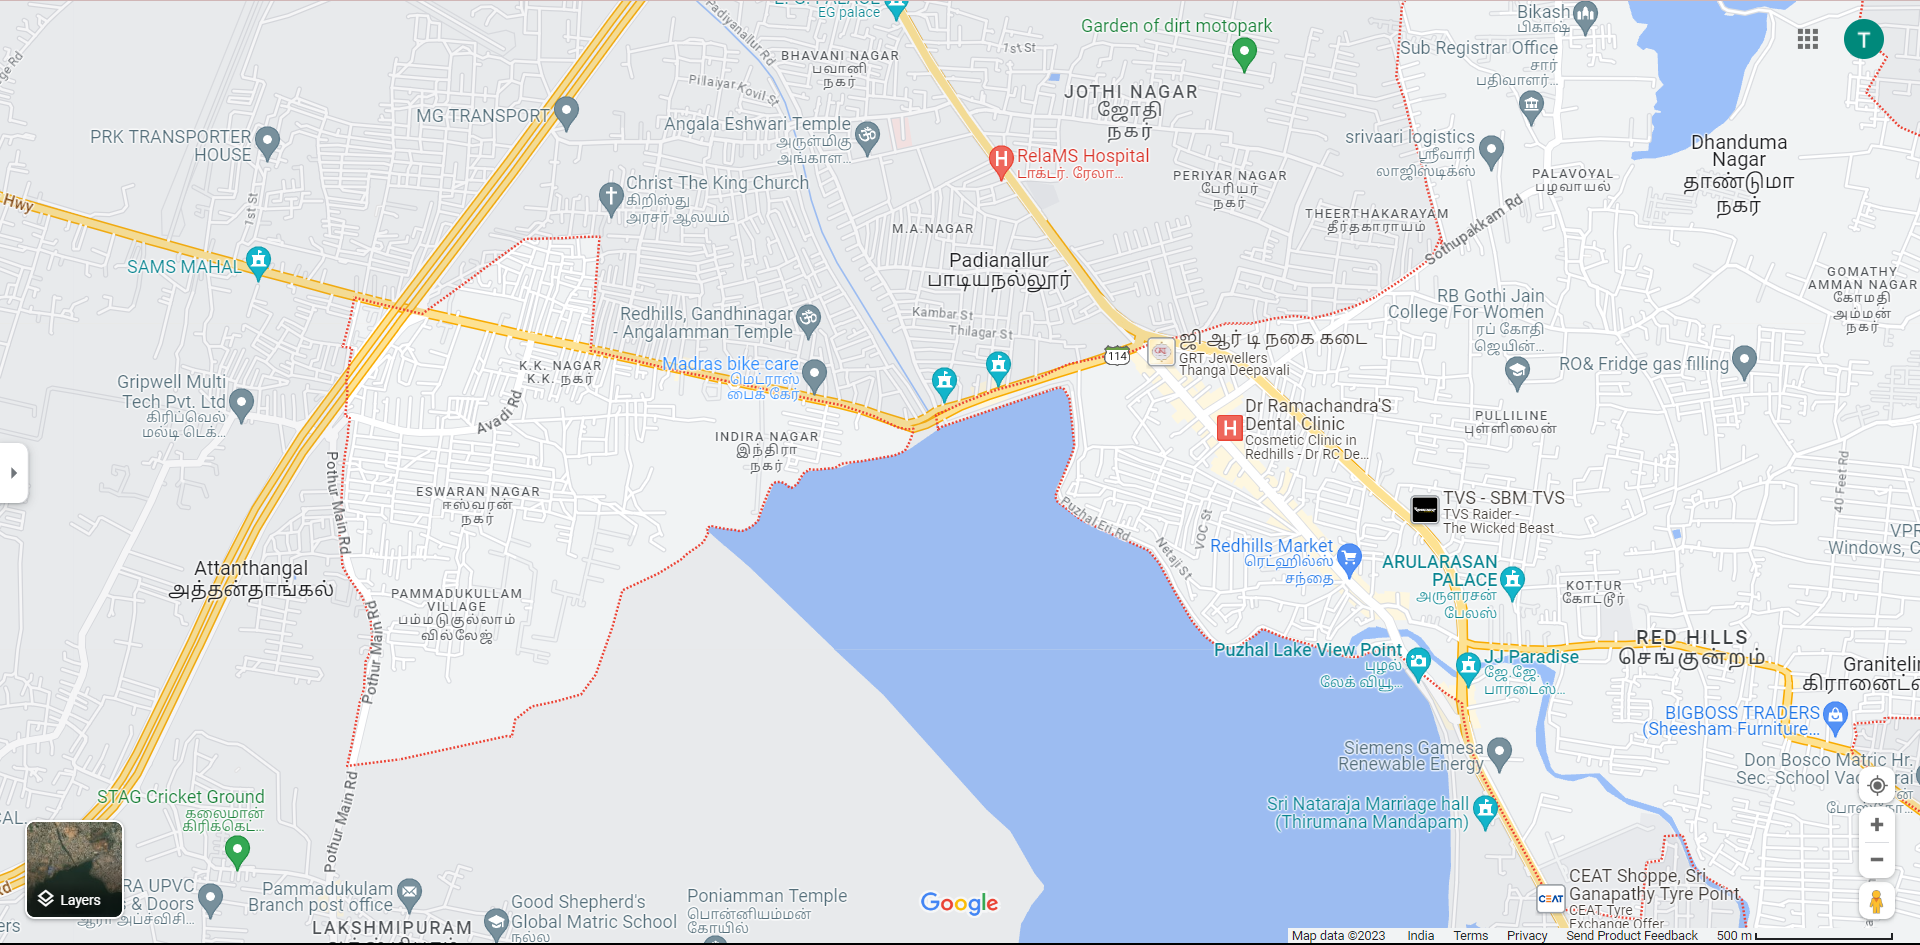 EG palace
Padiyanallur Rd
BHAVANI NAGAR
பவானி
நகர்
Pillaiyar Kovil St
1st St
Garden of dirt motopark
JOTHI NAGAR
ஜோதி
நகர்
Bikash
பிகாஷ்
Sub Registrar Office
சார்
பதிவாளர்...
T
MG TRANSPORT
PRK TRANSPORTER
HOUSE
Angala Eshwari Temple
அருள்மிகு
அங்காள...
RelaMS Hospital
டாக்டர். ரேலா...
srivaari logistics
ஸ்ரீவாரி
லாஜிஸ்டிக்ஸ்
Dhanduma
Nagar
தாண்டுமா
நகர்
PERIYAR NAGAR
பேரியர்
நகர்
PALAVOYAL
பழவாயல்
Christ The King Church
கிறிஸ்து
அரசர் ஆலயம்
Hwy
1st St
THEERTHAKARAYAM
தீர்தகாராயம்
Sothupakkam Rd
M.A.NAGAR
SAMS MAHAL
Padianallur
பாடியநல்லூர்
GOMATHY
AMMAN NAGAR
கோமதி
அம்மன்
நகர்
Redhills, Gandhinagar
- Angalamman Temple
Kambar St
Thilagar St
RB Gothi Jain
College For Women
ரப் கோதி
ஜெயின்...
ஜி ஆர் டி நகை கடை
GRT Jewellers
Thanga Deepavali
114
K.K. NAGAR
K.K. நகர்
Madras bike care
மெட்ராஸ்
பைக் கேர்
RO& Fridge gas filling
Gripwell Multi
Tech Pvt. Ltd
கிரிப்வெல்
மல்டி டெக்...
Avadi Rd
Dr Ramachandra'S
Dental Clinic
Cosmetic Clinic in
Redhills - Dr RC De...
PULLILINE
புள்ளிலைன்
INDIRA NAGAR
இந்திரா
நகர்
Pothur Main Rd
ESWARAN NAGAR
ஈஸ்வரன்
நகர்
40 Feet Rd
TVS - SBM TVS
TVS Raider -
The Wicked Beast
Puzhal Eri Rd
VOC St
Netaji St
VPR
Windows, C
Redhills Market
ரெட்ஹில்ஸ்
சந்தை
Attanthangal
அத்தனதாங்கல்
ARULARASAN
PALACE
அருளரசன்
பேலஸ்
KOTTUR
கோட்டூர்
PAMMADUKULLAM
VILLAGE
பம்மடுகுல்லாம்
வில்லேஜ்
Pothur Main Rd
RED HILLS
செங்குன்றம்
Puzhal Lake View Point
புழல்
லேக் வியூ...
JJ Paradise
ஜே.ஜே.
பாரடைஸ்...
Granitelin
கிரானைட்
BIGBOSS TRADERS
(Sheesham Furniture...
Siemens Gamesa
Renewable Energy
Don Bosco Matric Hr.
Sec. School
STAG Cricket Ground
கலைமான்
கிரிக்கெட்...
Pothur Main Rd
Sri Nataraja Marriage hall
(Thirumana Mandapam)
CAL.
Layers
RA UPVC
& Doors
Pammadukulam
Branch post office
Good Shepherd's
Global Matric School
நல்ல
Poniamman Temple
பொன்னியம்மன்
கோயில்
LAKSHMIPURAM
Google
CEAT
CEAT Shoppe, Sri
Ganapathy Tyre Point
CEAT Tyre
Exchange Offer
Map data ©2023 India Terms Privacy Send Product Feedback 500 m